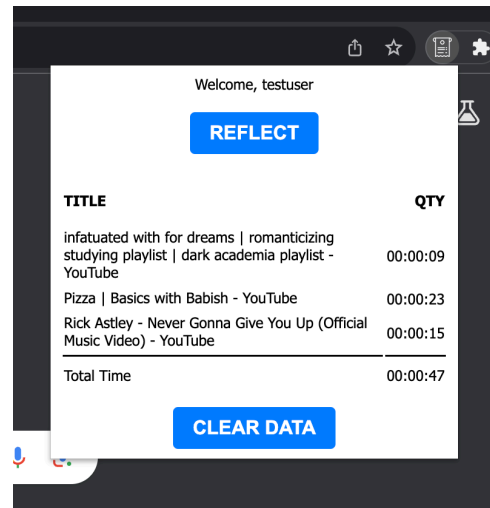 Welcome, testuser
REFLECT
TITLE QTY
infatuated with for dreams | romanticizing
studying playlist | dark academia playlist - 00:00:09
YouTube
Pizza | Basics with Babish - YouTube 00:00:23
Rick Astley - Never Gonna Give You Up (Official 00:00:15
Music Video) - YouTube
Total Time 00:00:47
CLEAR DATA